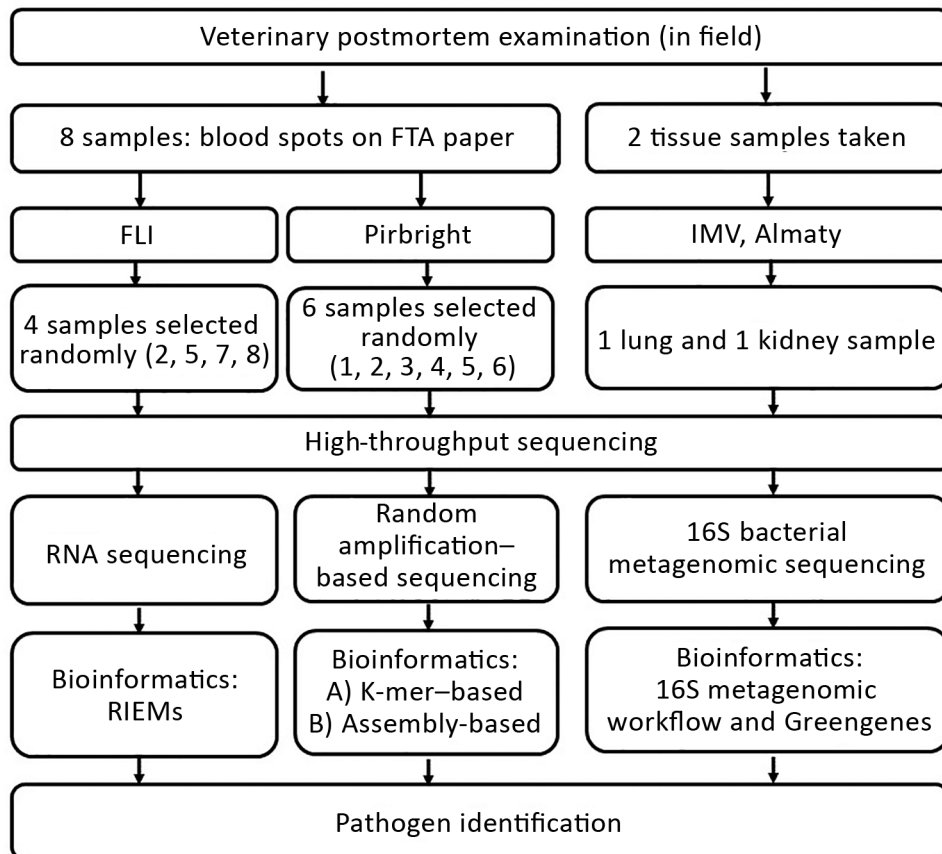 Veterinary postmortem examination (in field)
8 samples: blood spots on FTA paper
2 tissue samples taken
FLI
Pirbright
IMV, Almaty
4 samples selected
randomly (2, 5, 7, 8)
6 samples selected
randomly
(1, 2, 3, 4, 5, 6)
1 lung and 1 kidney sample
High-throughput sequencing
RNA sequencing
Random
amplification–
based sequencing
16S bacterial
metagenomic sequencing
Bioinformatics:
RIEMs
Bioinformatics:
A) K-mer–based
B) Assembly-based
Bioinformatics:
16S metagenomic
workflow and Greengenes
Pathogen identification